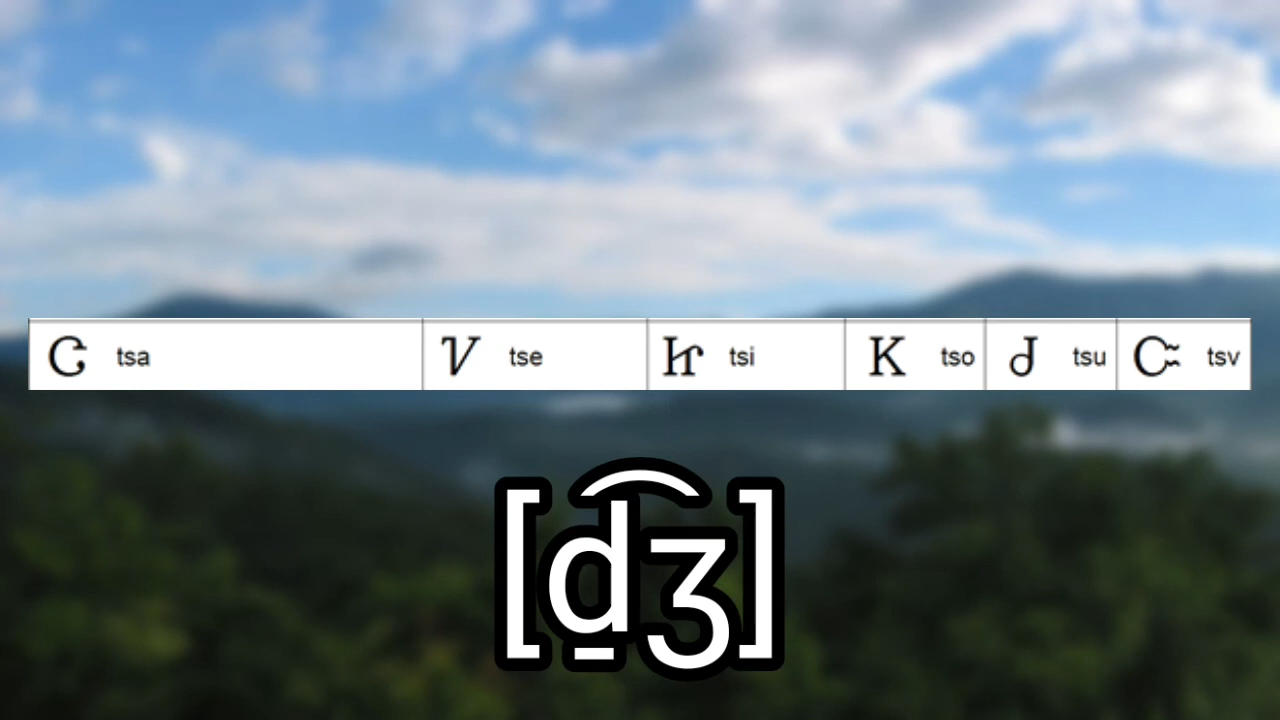 Ꮳ tsa Ꮴ tse Ꮵ tsi Ꮶ tso Ꮷ tsu Ꮸ tsv
[d̠͡ʒ]